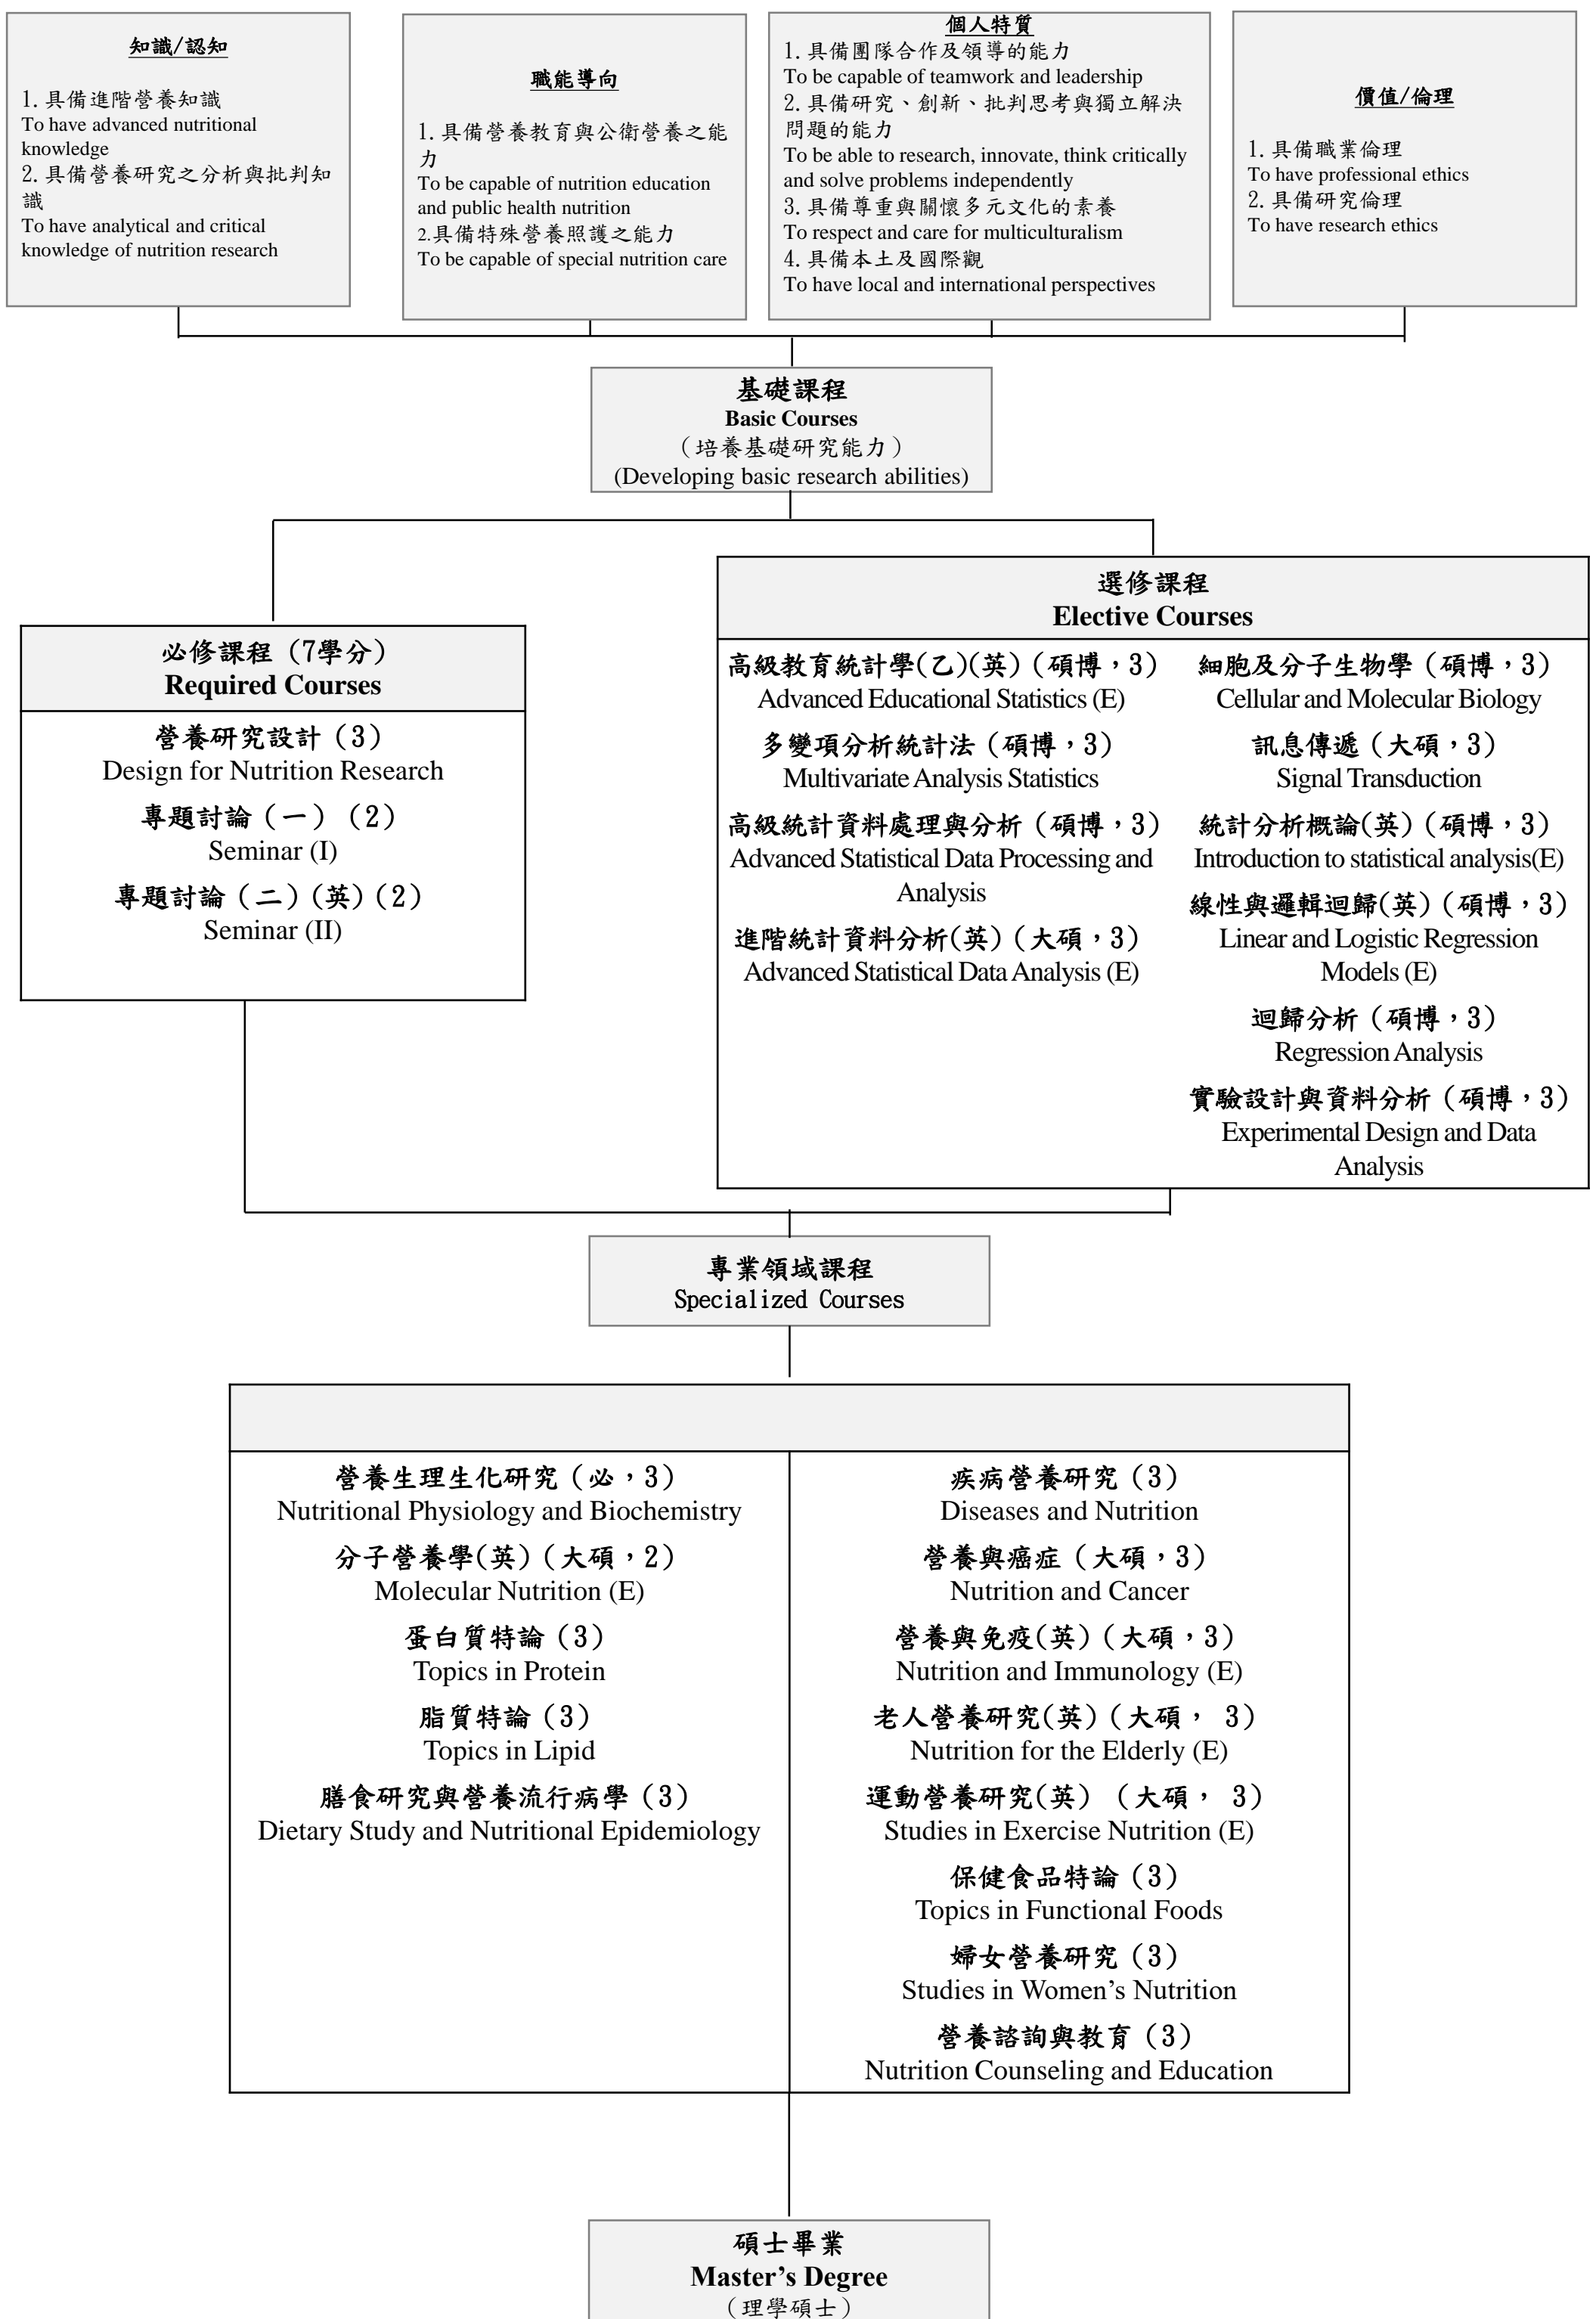 知識/認知
1.具備進階營養知識
To have advanced nutritional
knowledge
2.具備營養研究之分析與批判知
識
To have analytical and critical
knowledge of nutrition research
職能導向
1.具備營養教育與公衛營養之能
力
To be capable of nutrition education
and public health nutrition
2.具備特殊營養照護之能力
To be capable of special nutrition care
個人特質
1.具備團隊合作及領導的能力
To be capable of teamwork and leadership
2.具備研究、創新、批判思考與獨立解決
問題的能力
To be able to research, innovate, think critically
and solve problems independently
3.具備尊重與關懷多元文化的素養
To respect and care for multiculturalism
4.具備本土及國際觀
To have local and international perspectives
價值/倫理
1.具備職業倫理
To have professional ethics
2.具備研究倫理
To have research ethics
基礎課程
Basic Courses
（培養基礎研究能力）
(Developing basic research abilities)
必修課程（7學分）
Required Courses
營養研究設計（3）
Design for Nutrition Research
專題討論（一）（2）
Seminar (I)
專題討論（二）(英)（2）
Seminar (II)
選修課程
Elective Courses
高級教育統計學(乙)(英)（碩博，3）
Advanced Educational Statistics (E)
多變項分析統計法（碩博，3）
Multivariate Analysis Statistics
高級統計資料處理與分析（碩博，3）
Advanced Statistical Data Processing and
Analysis
進階統計資料分析(英)（大碩，3）
Advanced Statistical Data Analysis (E)
細胞及分子生物學（碩博，3）
Cellular and Molecular Biology
訊息傳遞（大碩，3）
Signal Transduction
統計分析概論(英)（碩博，3）
Introduction to statistical analysis(E)
線性與邏輯迴歸(英)（碩博，3）
Linear and Logistic Regression
Models (E)
迴歸分析（碩博，3）
Regression Analysis
實驗設計與資料分析（碩博，3）
Experimental Design and Data
Analysis
專業領域課程
Specialized Courses
營養生理生化研究（必，3）
Nutritional Physiology and Biochemistry
分子營養學(英)（大碩，2）
Molecular Nutrition (E)
蛋白質特論（3）
Topics in Protein
脂質特論（3）
Topics in Lipid
膳食研究與營養流行病學（3）
Dietary Study and Nutritional Epidemiology
疾病營養研究（3）
Diseases and Nutrition
營養與癌症（大碩，3）
Nutrition and Cancer
營養與免疫(英)（大碩，3）
Nutrition and Immunology (E)
老人營養研究(英)（大碩， 3）
Nutrition for the Elderly (E)
運動營養研究(英) （大碩， 3）
Studies in Exercise Nutrition (E)
保健食品特論（3）
Topics in Functional Foods
婦女營養研究（3）
Studies in Women’s Nutrition
營養諮詢與教育（3）
Nutrition Counseling and Education
碩士畢業
Master’s Degree
（理學碩士）